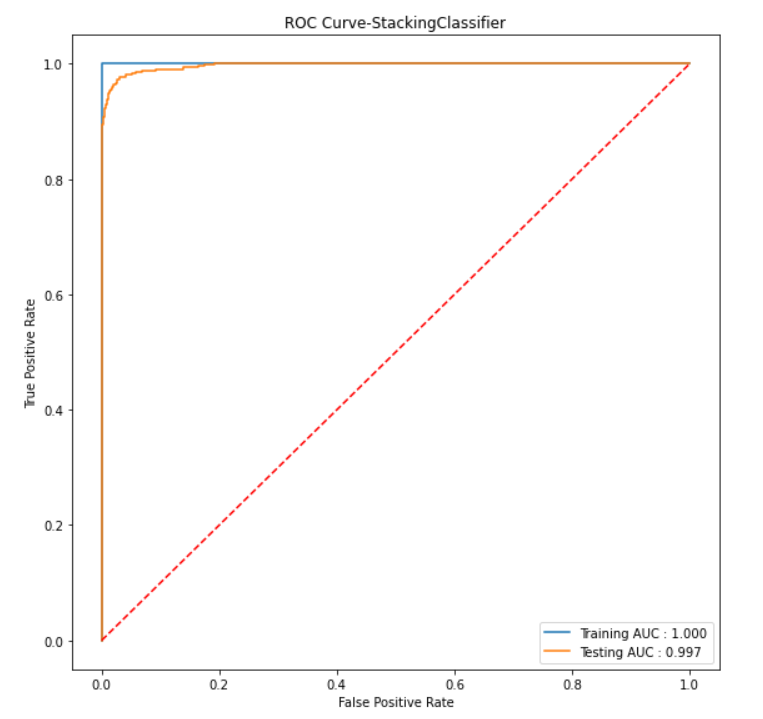 ROC Curve-StackingClassifier
1.0
0.8
0.6
0.4
0.2
0.0
True Positive Rate
Training AUC : 1.000
Testing AUC : 0.997
0.0 0.2 0.4 0.6 0.8 1.0
False Positive Rate